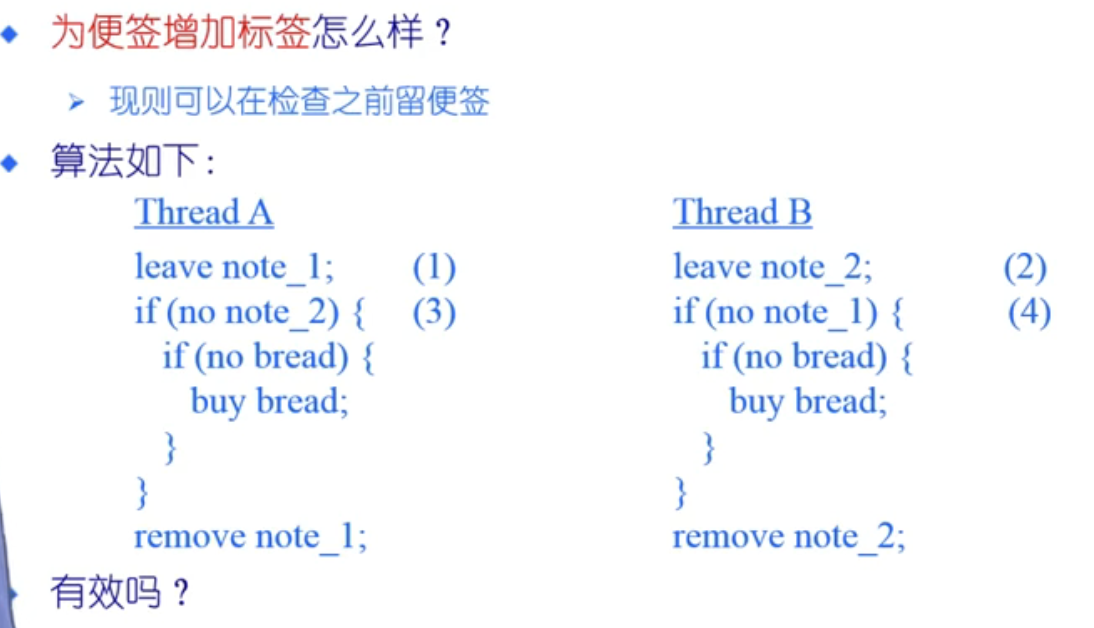 为便签增加标签怎么样？
现则可以在检查之前留便签
算法如下：
Thread A
leave note_1; (1)
if (no note_2) { (3)
if (no bread) {
buy bread;
}
}
remove note_1;
Thread B
leave note_2; (2)
if (no note_1) { (4)
if (no bread) {
buy bread;
}
}
remove note_2;
有效吗？